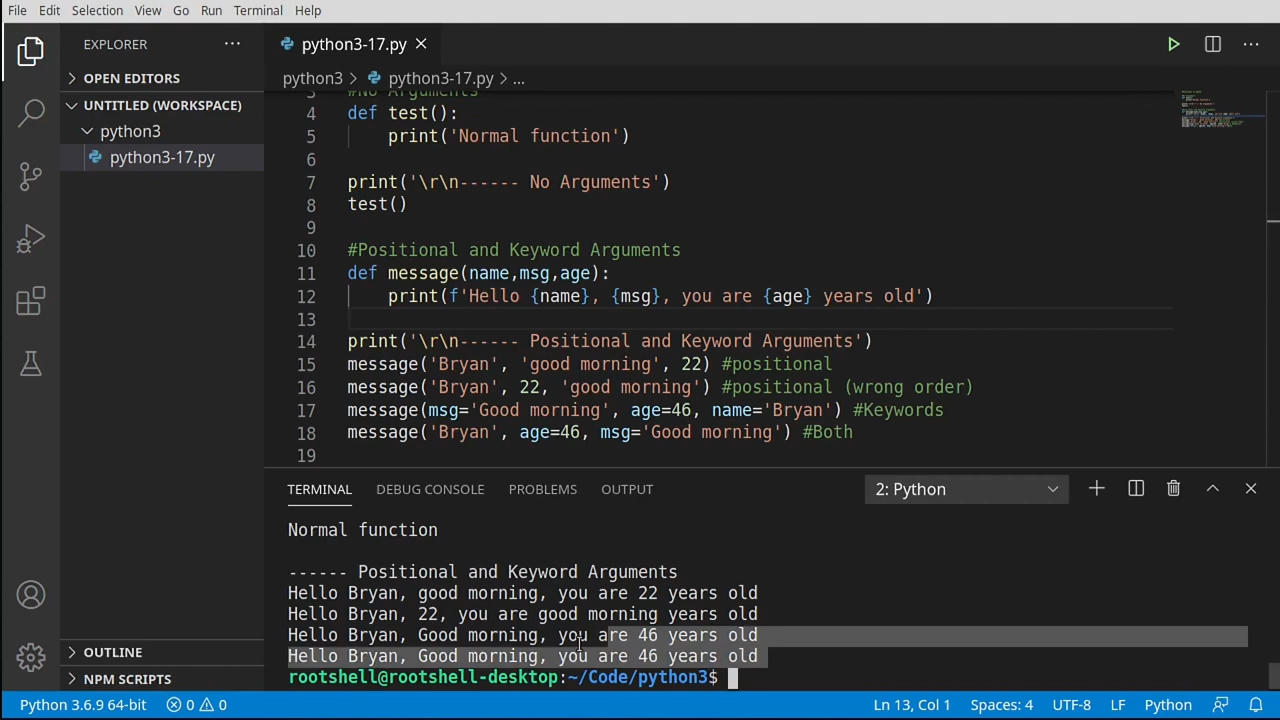 File Edit Selection View Go Run Terminal Help
EXPLORER
OPEN EDITORS
UNTITLED (WORKSPACE)
python3
python3-17.py
OUTLINE
NPM SCRIPTS
python3-17.py
python3 > python3-17.py > ...
3 #No Arguments
4 def test():
5     print('Normal function')
6
7 print('\r\n------ No Arguments')
8 test()
9
10 #Positional and Keyword Arguments
11 def message(name,msg,age):
12     print(f'Hello {name}, {msg}, you are {age} years old')
13
14 print('\r\n------ Positional and Keyword Arguments')
15 message('Bryan', 'good morning', 22) #positional
16 message('Bryan', 22, 'good morning') #positional (wrong order)
17 message(msg='Good morning', age=46, name='Bryan') #Keywords
18 message('Bryan', age=46, msg='Good morning') #Both
19
TERMINAL DEBUG CONSOLE PROBLEMS OUTPUT 2: Python
Normal function
------ Positional and Keyword Arguments
Hello Bryan, good morning, you are 22 years old
Hello Bryan, 22, you are good morning years old
Hello Bryan, Good morning, you are 46 years old
Hello Bryan, Good morning, you are 46 years old
rootshell@rootshell-desktop:~/Code/python3$
Python 3.6.9 64-bit 0 0 Ln 13, Col 1 Spaces: 4 UTF-8 LF Python